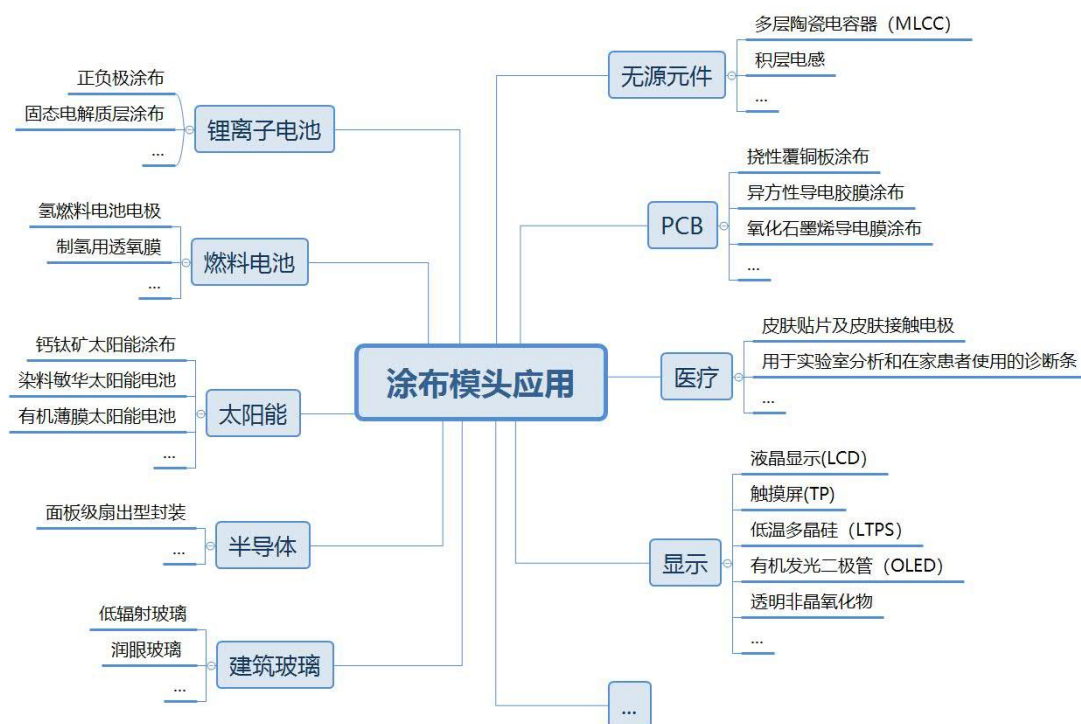 涂布模头应用
锂离子电池
正负极涂布
固态电解质层涂布
...
燃料电池
氢燃料电池电极
制氢用透氧膜
...
太阳能
钙钛矿太阳能涂布
染料敏华太阳能电池
有机薄膜太阳能电池
...
半导体
面板级扇出型封装
...
建筑玻璃
低辐射玻璃
润眼玻璃
...
无源元件
多层陶瓷电容器（MLCC）
积层电感
...
PCB
挠性覆铜板涂布
异方性导电胶膜涂布
氧化石墨烯导电膜涂布
...
医疗
皮肤贴片及皮肤接触电极
用于实验室分析和在家患者使用的诊断条
...
显示
液晶显示(LCD)
触摸屏(TP)
低温多晶硅（LTPS）
有机发光二极管（OLED）
透明非晶氧化物
...
...